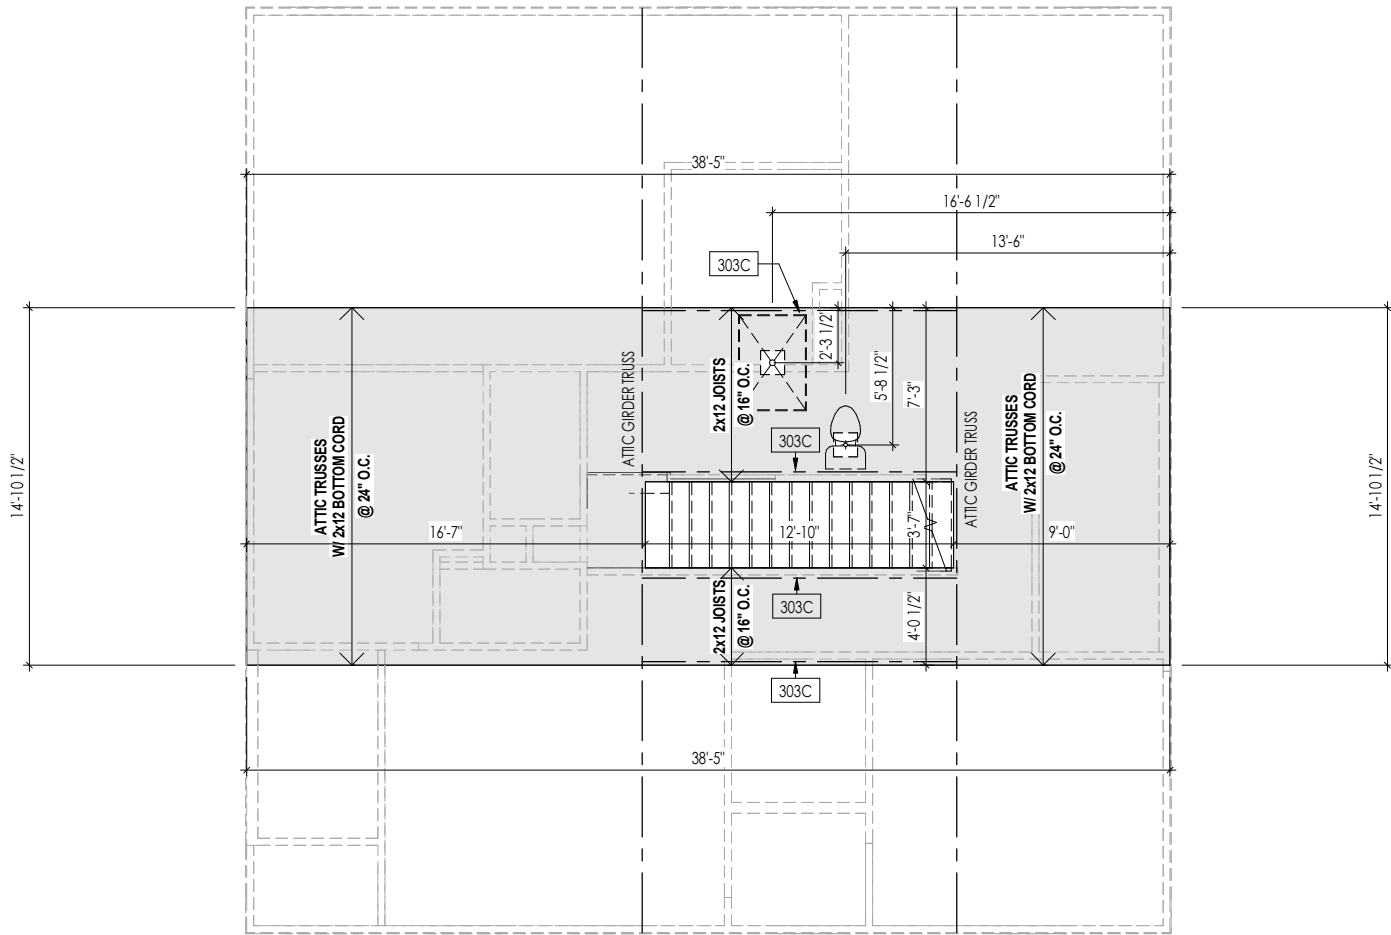 38'-5"
16'-6 1/2"
13'-6"
303C
2'-3 1/2"
5'-8 1/2"
7'-3"
14'-10 1/2"
ATTIC TRUSSES
W/ 2x12 BOTTOM CORD
@ 24" O.C.
ATTIC GIRDER TRUSS
2x12 JOISTS
@ 16" O.C.
303C
ATTIC GIRDER TRUSS
ATTIC TRUSSES
W/ 2x12 BOTTOM CORD
@ 24" O.C.
14'-10 1/2"
16'-7"
12'-10"
3'-7"
9'-0"
2x12 JOISTS
@ 16" O.C.
303C
4'-0 1/2"
303C
38'-5"